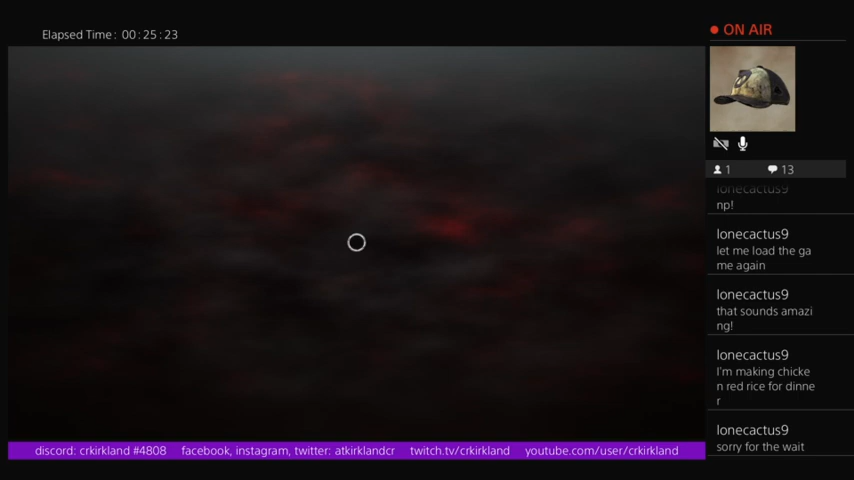 Elapsed Time: 00:25:23
ON AIR
1 13
lonecactus9
np!
lonecactus9
let me load the ga
me again
lonecactus9
that sounds amazi
ng!
lonecactus9
I'm making chicke
n red rice for dinne
r
lonecactus9
sorry for the wait
discord: crkirkland #4808 facebook, instagram, twitter: atkirklandcr twitch.tv/crkirkland youtube.com/user/crkirkland